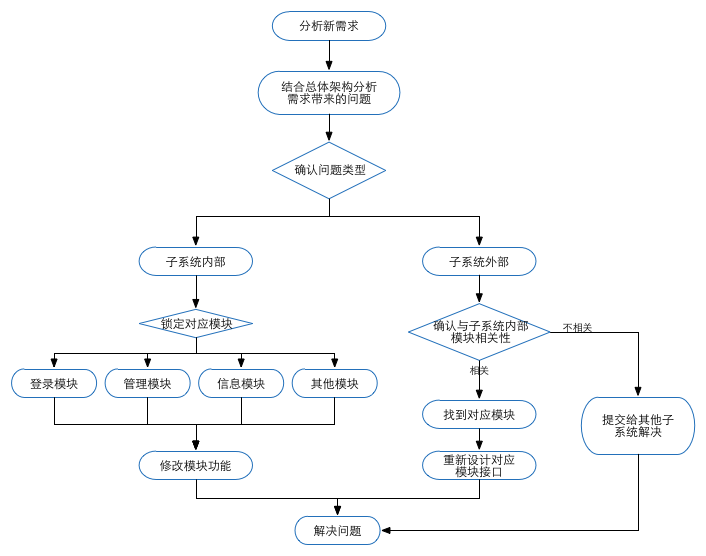 分析新需求
结合总体架构分析
需求带来的问题
确认问题类型
子系统内部
子系统外部
锁定对应模块
确认与子系统内部
模块相关性
不相关
相关
登录模块
管理模块
信息模块
其他模块
找到对应模块
提交给其他子
系统解决
修改模块功能
重新设计对应
模块接口
解决问题